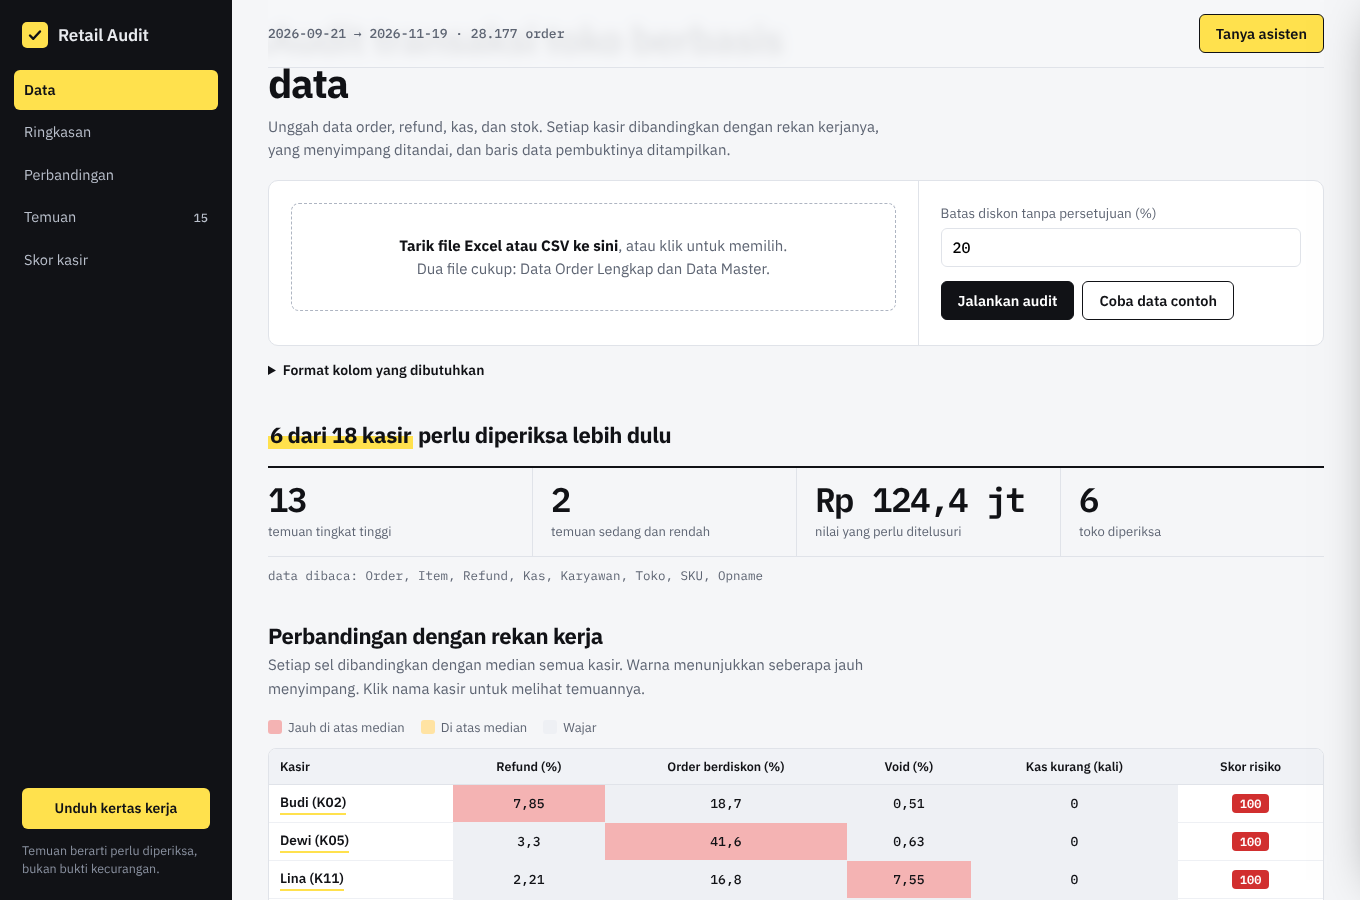 Retail Audit
Data
Ringkasan
Perbandingan
Temuan 15
Skor kasir
Unduh kertas kerja
Temuan berarti perlu diperiksa,
bukan bukti kecurangan.
2026-09-21 → 2026-11-19 · 28.177 order
Tanya asisten
data
Unggah data order, refund, kas, dan stok. Setiap kasir dibandingkan dengan rekan kerjanya,
yang menyimpang ditandai, dan baris data pembuktinya ditampilkan.
Tarik file Excel atau CSV ke sini, atau klik untuk memilih.
Dua file cukup: Data Order Lengkap dan Data Master.
Batas diskon tanpa persetujuan (%)
20
Jalankan audit
Coba data contoh
Format kolom yang dibutuhkan
6 dari 18 kasir perlu diperiksa lebih dulu
13
temuan tingkat tinggi
2
temuan sedang dan rendah
Rp 124,4 jt
nilai yang perlu ditelusuri
6
toko diperiksa
data dibaca: Order, Item, Refund, Kas, Karyawan, Toko, SKU, Opname
Perbandingan dengan rekan kerja
Setiap sel dibandingkan dengan median semua kasir. Warna menunjukkan seberapa jauh
menyimpang. Klik nama kasir untuk melihat temuannya.
Jauh di atas median Di atas median Wajar
Kasir Refund (%) Order berdiskon (%) Void (%) Kas kurang (kali) Skor risiko
Budi (K02) 7,85 18,7 0,51 0 100
Dewi (K05) 3,3 41,6 0,63 0 100
Lina (K11) 2,21 16,8 7,55 0 100